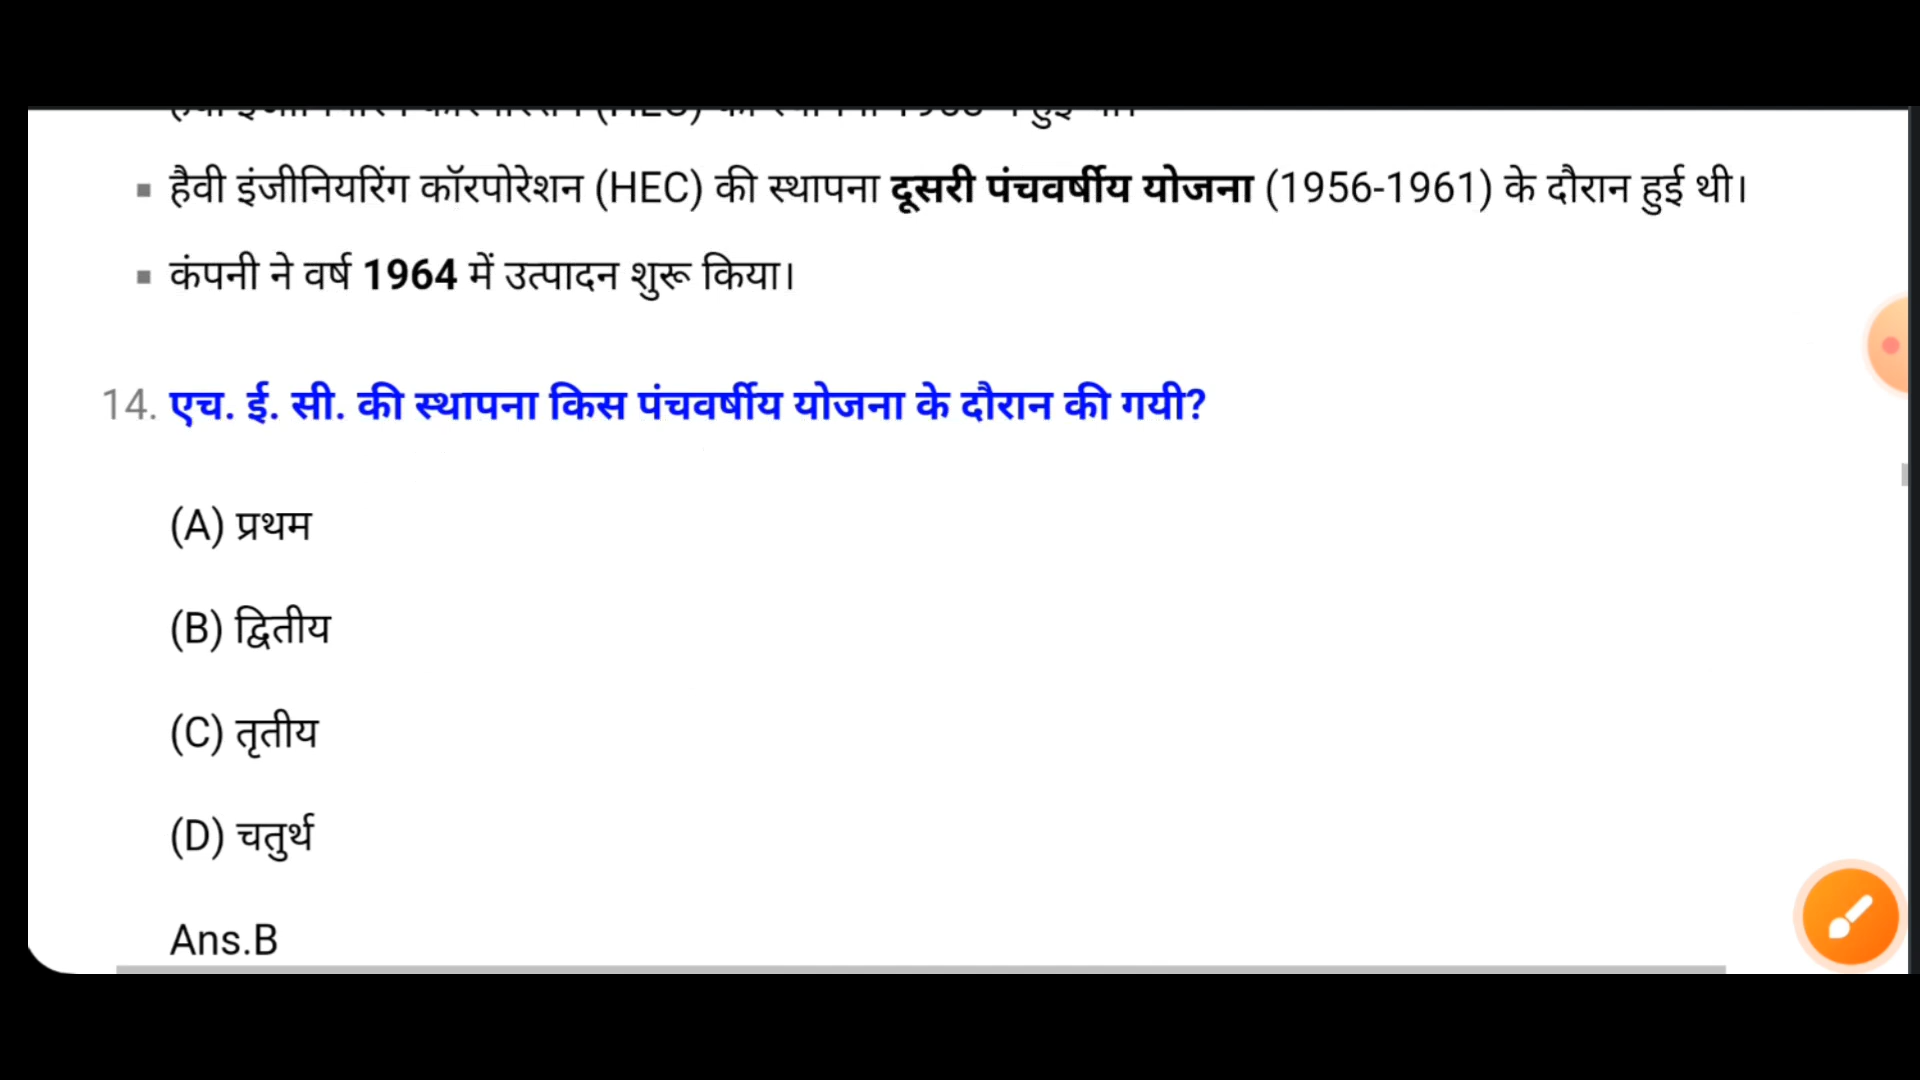 ■ हैवी इंजीनियरिंग कॉरपोरेशन (HEC) की स्थापना दूसरी पंचवर्षीय योजना (1956-1961) के दौरान हुई थी।
■ कंपनी ने वर्ष 1964 में उत्पादन शुरू किया।
14. एच. ई. सी. की स्थापना किस पंचवर्षीय योजना के दौरान की गयी?
(A) प्रथम
(B) द्वितीय
(C) तृतीय
(D) चतुर्थ
Ans.B